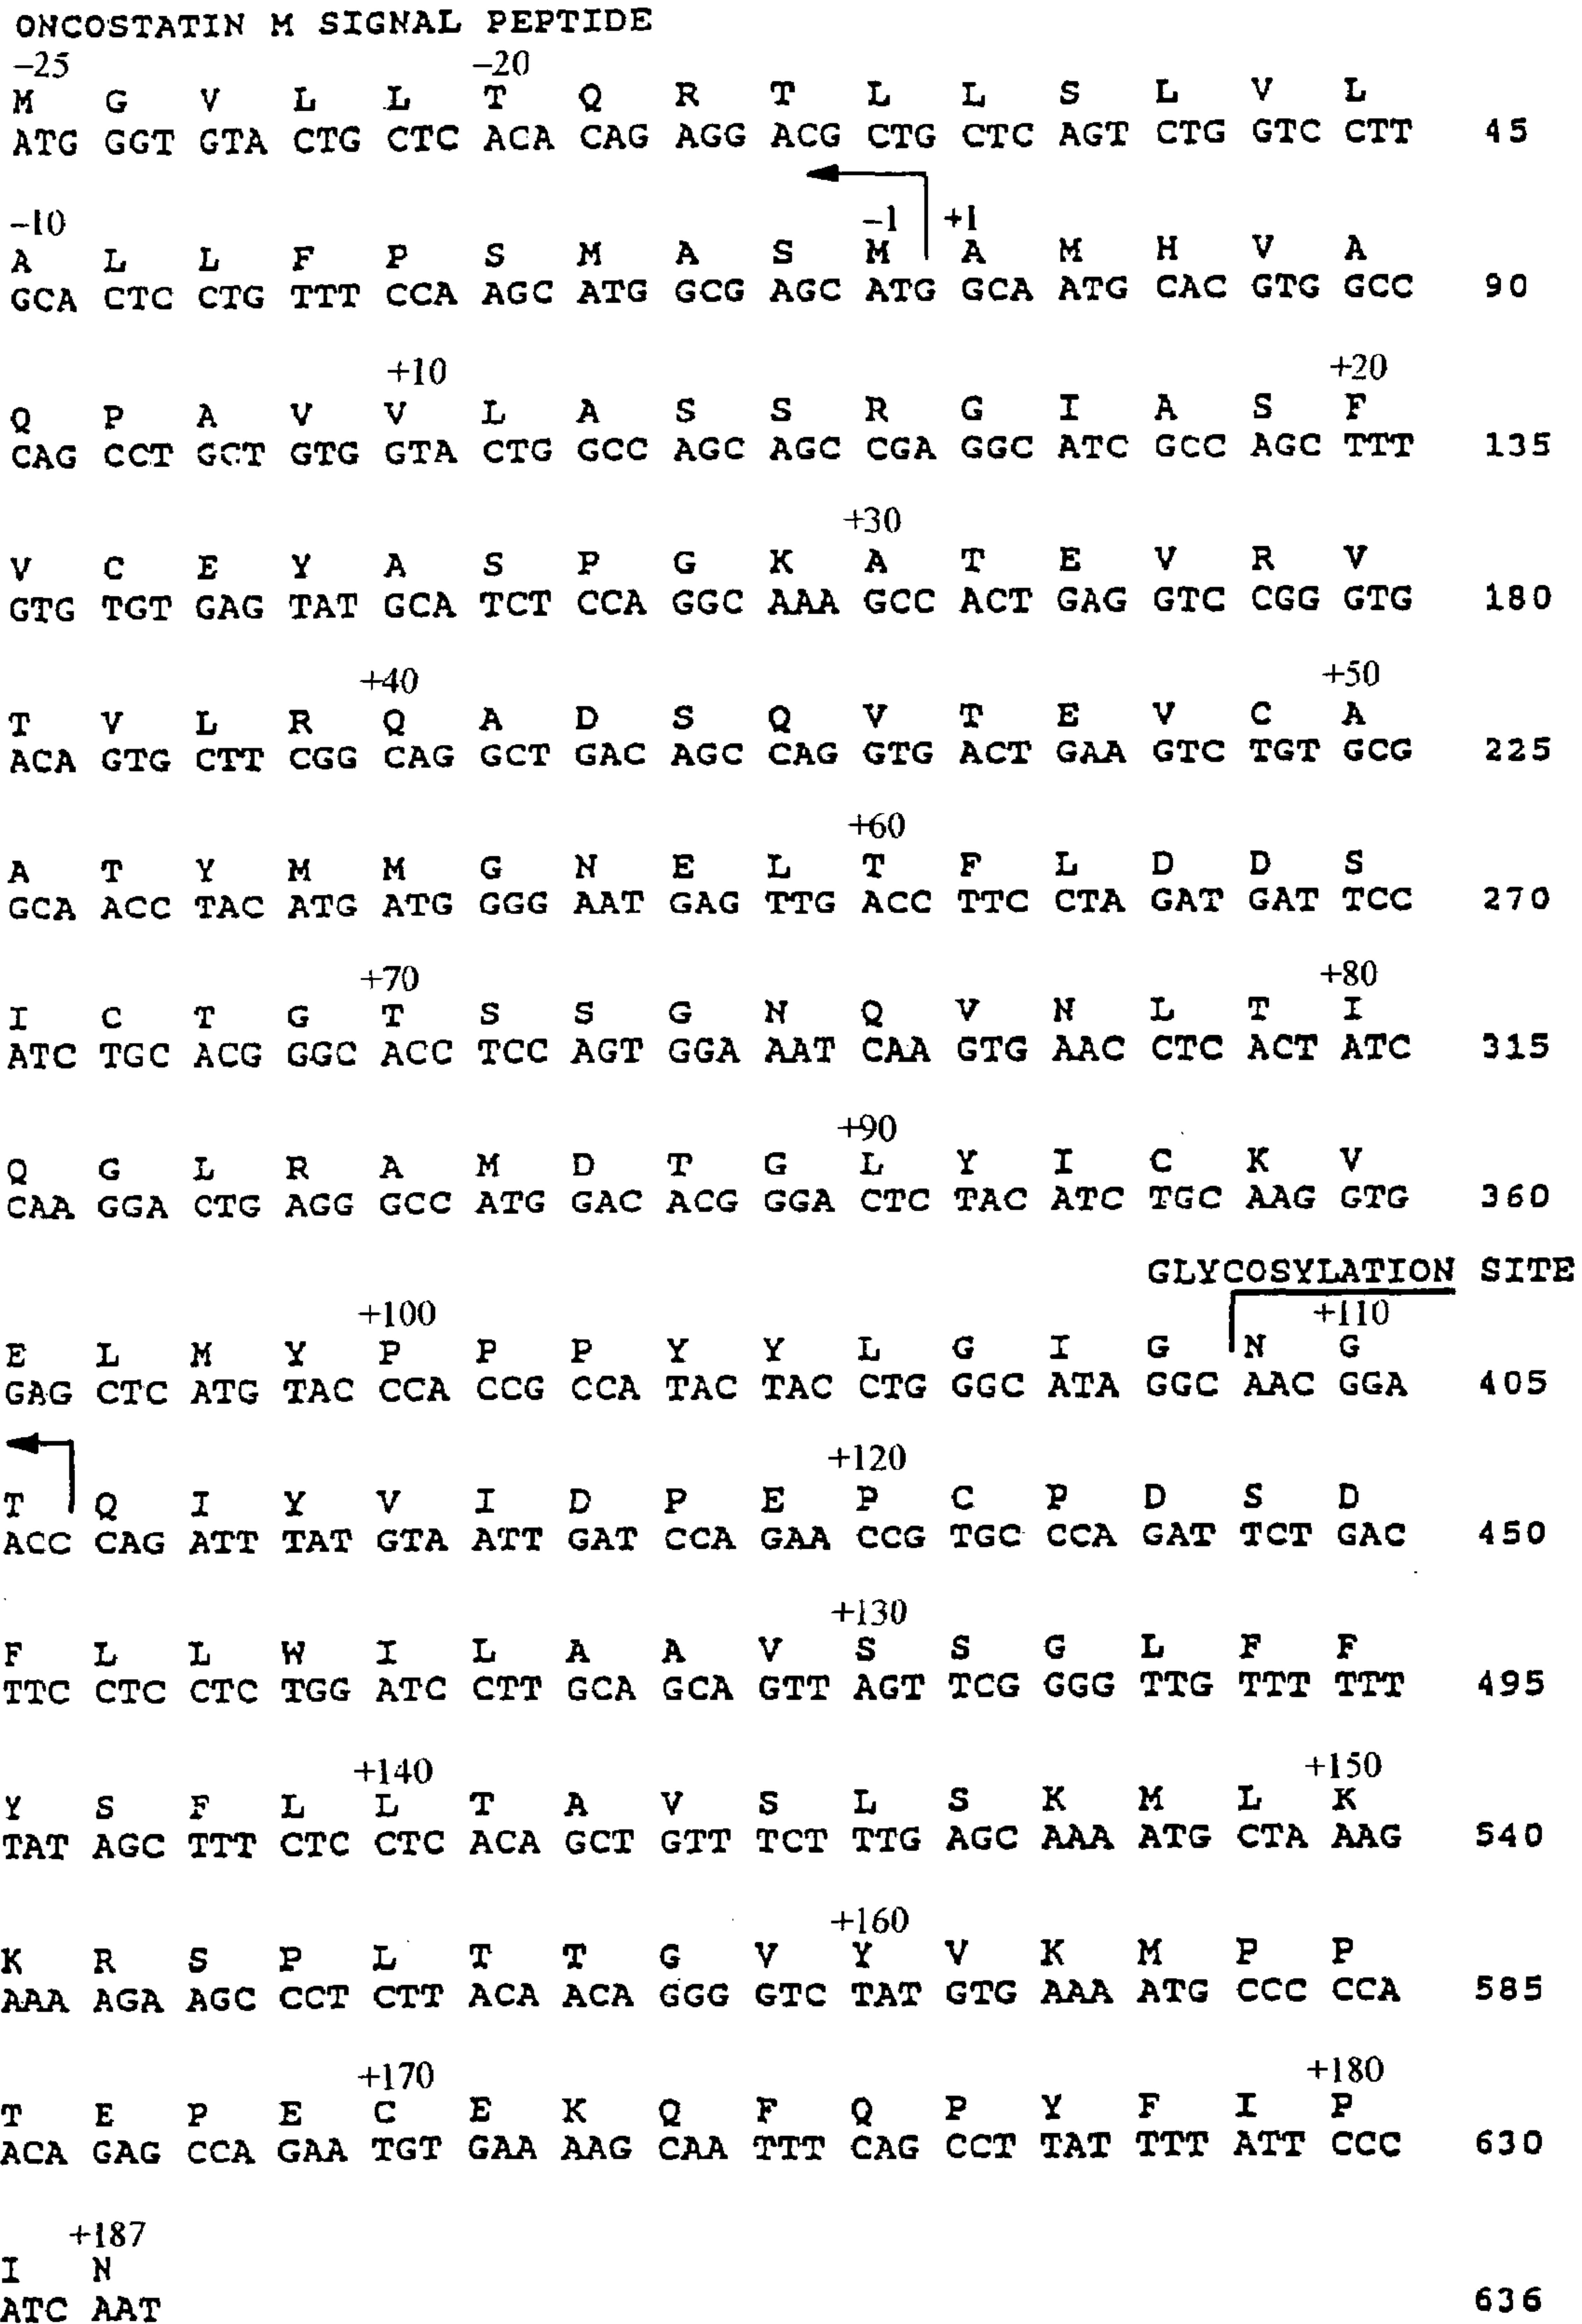 ONCOSTATIN M SIGNAL PEPTIDE
-25 -20
M G V L L T Q R T L L S L V L
ATG GGT GTA CTG CTC ACA CAG AGG ACG CTG CTC AGT CTG GTC CTT 45
-10 -1 +1
A L L F P S M A S M A M H V A
GCA CTC CTG TTT CCA AGC ATG GCG AGC ATG GCA ATG CAC GTG GCC 90
+10 +20
Q P A V V L A S S R G I A S F
CAG CCT GCT GTG GTA CTG GCC AGC AGC CGA GGC ATC GCC AGC TTT 135
+30
V C E Y A S P G K A T E V R V
GTG TGT GAG TAT GCA TCT CCA GGC AAA GCC ACT GAG GTC CGG GTG 180
+40 +50
T V L R Q A D S Q V T E V C A
ACA GTG CTT CGG CAG GCT GAC AGC CAG GTG ACT GAA GTC TGT GCG 225
+60
A T Y M M G N E L T F L D D S
GCA ACC TAC ATG ATG GGG AAT GAG TTG ACC TTC CTA GAT GAT TCC 270
+70 +80
I C T G T S S G N Q V N L T I
ATC TGC ACG GGC ACC TCC AGT GGA AAT CAA GTG AAC CTC ACT ATC 315
+90
Q G L R A M D T G L Y I C K V
CAA GGA CTG AGG GCC ATG GAC ACG GGA CTC TAC ATC TGC AAG GTG 360
GLYCOSYLATION SITE
+100 +110
E L M Y P P P Y Y L G I G N G
GAG CTC ATG TAC CCA CCG CCA TAC TAC CTG GGC ATA GGC AAC GGA 405
+120
T Q I Y V I D P E P C P D S D
ACC CAG ATT TAT GTA ATT GAT CCA GAA CCG TGC CCA GAT TCT GAC 450
+130
F L L W I L A A V S S G L F F
TTC CTC CTC TGG ATC CTT GCA GCA GTT AGT TCG GGG TTG TTT TTT 495
+140 +150
Y S F L L T A V S L S K M L K
TAT AGC TTT CTC CTC ACA GCT GTT TCT TTG AGC AAA ATG CTA AAG 540
+160
K R S P L T T G V Y V K M P P
AAA AGA AGC CCT CTT ACA ACA GGG GTC TAT GTG AAA ATG CCC CCA 585
+170 +180
T E P E C E K Q F Q P Y F I P
ACA GAG CCA GAA TGT GAA AAG CAA TTT CAG CCT TAT TTT ATT CCC 630
+187
I N
ATC AAT 636